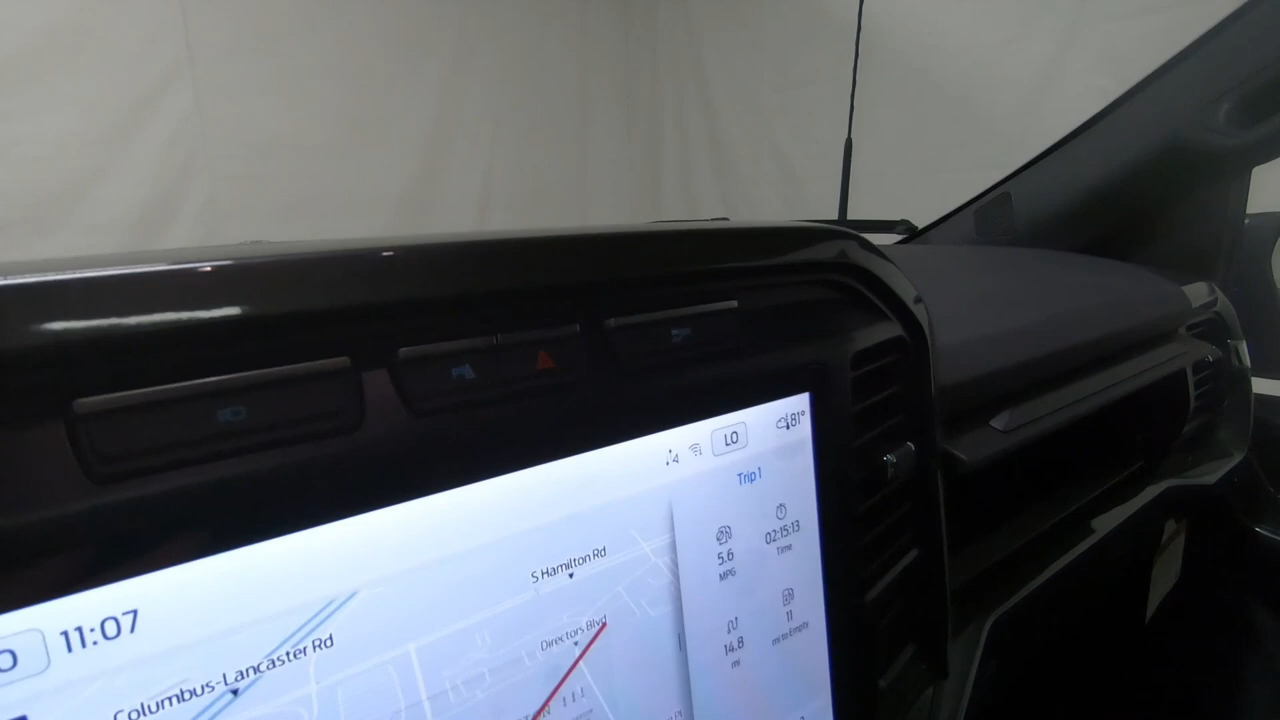 LO
81°
Trip 1
5.6
MPG
02:15:13
Time
14.8
mi
11
mi to Empty
11:07
S Hamilton Rd
Directors Blvd
Columbus-Lancaster Rd